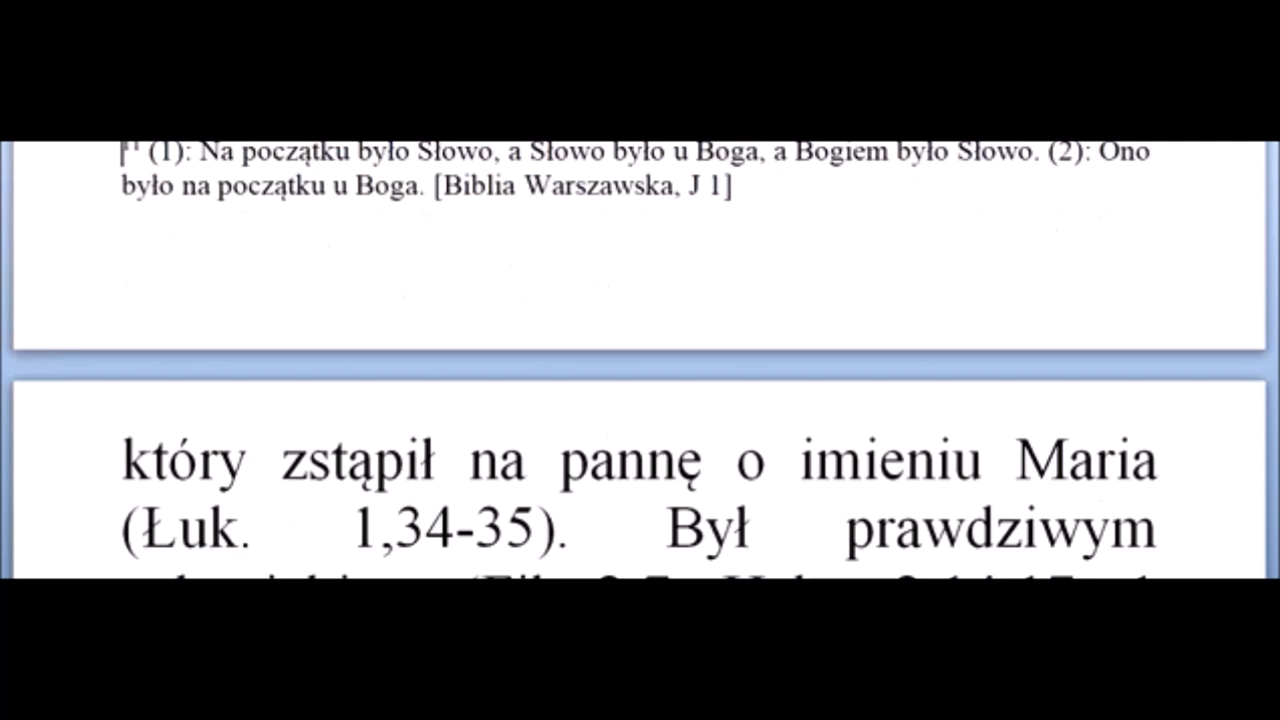 (1): Na początku było Słowo, a Słowo było u Boga, a Bogiem było Słowo. (2): Ono
było na początku u Boga. [Biblia Warszawska, J 1]
który zstąpił na pannę o imieniu Maria
(Łuk. 1,34-35). Był prawdziwym